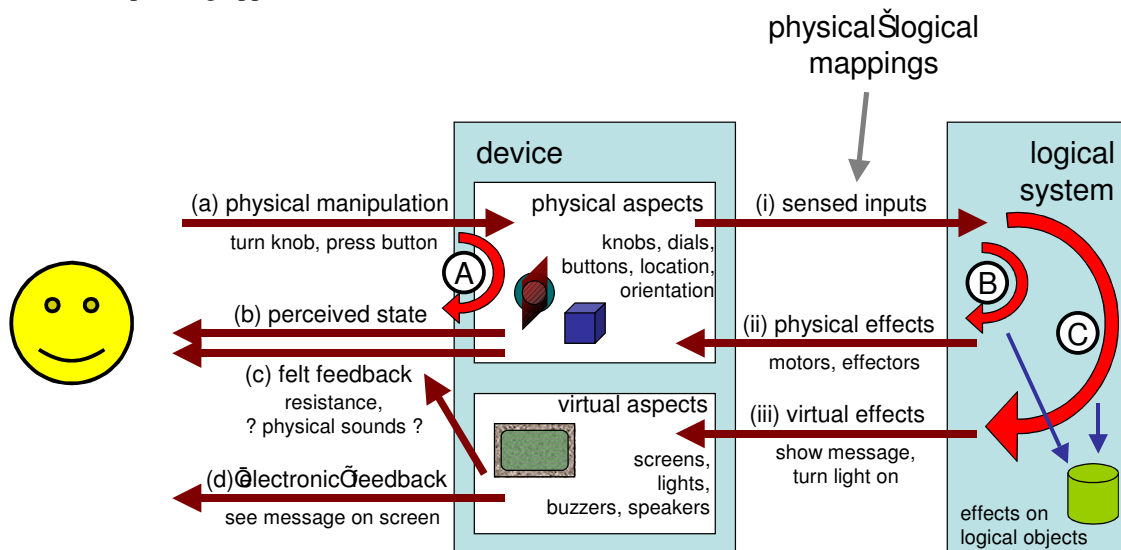 physicalŠlogical
mappings
device
logical
system
(a) physical manipulation
turn knob, press button
physical aspects
knobs, dials,
buttons, location,
orientation
(i) sensed inputs
A
B
C
(b) perceived state
(ii) physical effects
motors, effectors
(c) felt feedback
resistance,
? physical sounds ?
virtual aspects
screens,
lights,
buzzers, speakers
(iii) virtual effects
show message,
turn light on
(d) ŌelectronicÕ feedback
see message on screen
effects on
logical objects